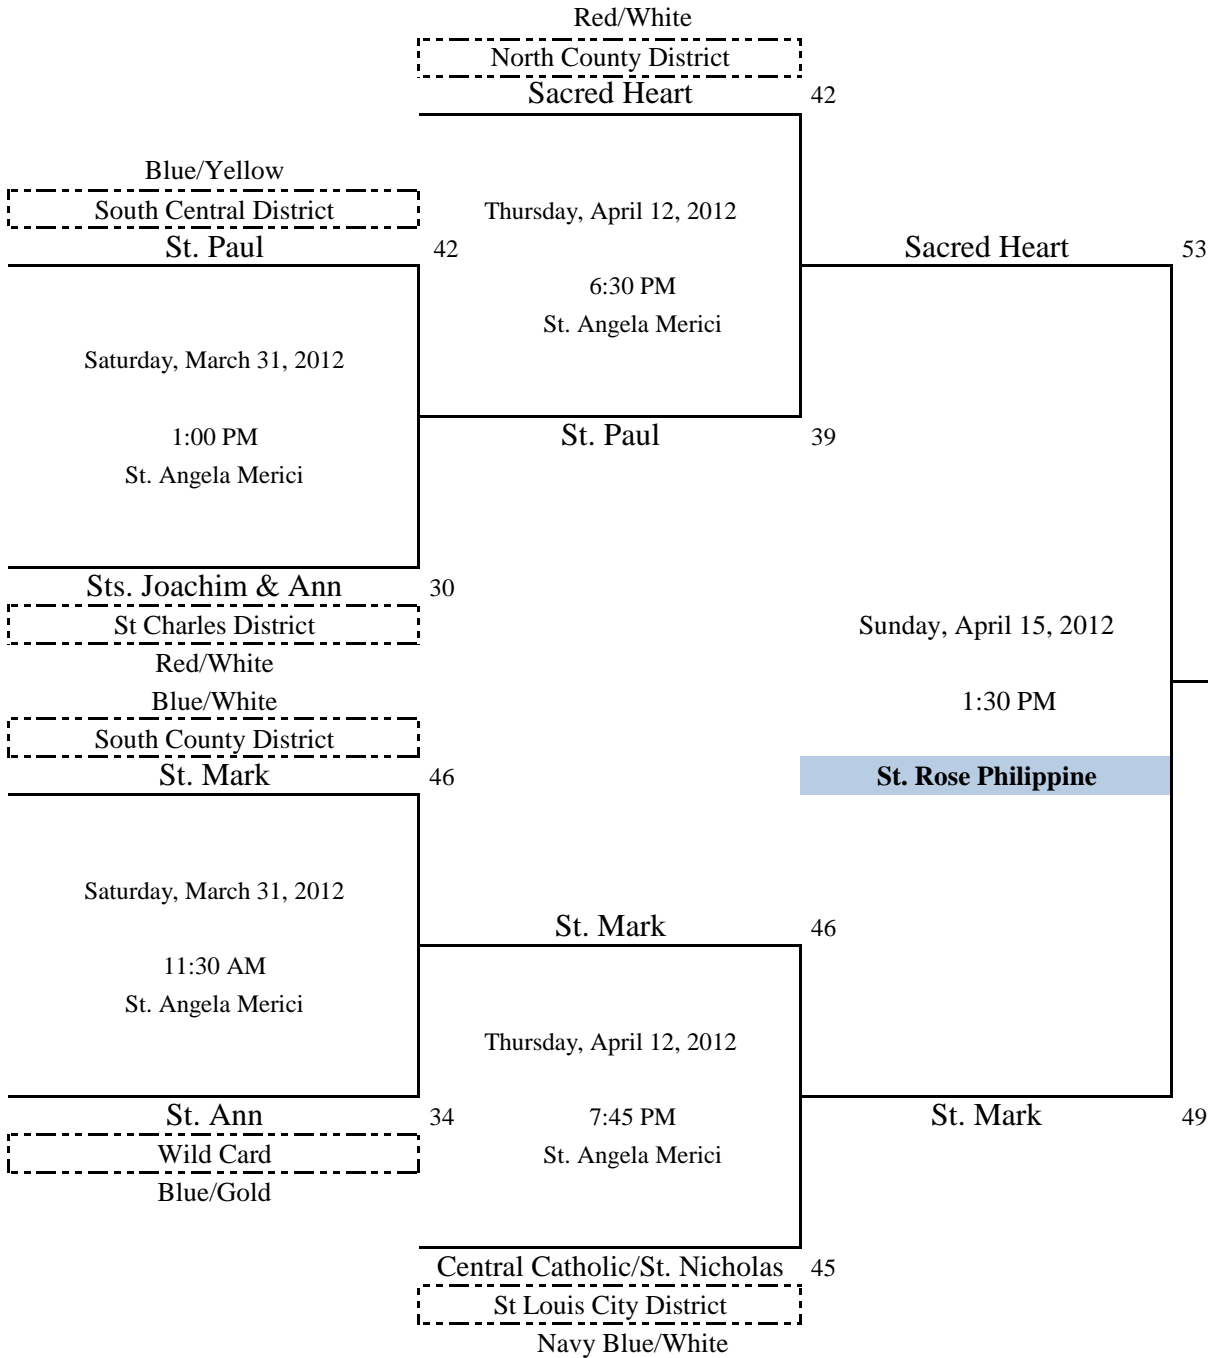 Red/White
North County District
Sacred Heart 42
Blue/Yellow
South Central District
Thursday, April 12, 2012
St. Paul 42
Sacred Heart 53
6:30 PM
St. Angela Merici
Saturday, March 31, 2012
1:00 PM
St. Paul 39
St. Angela Merici
Sts. Joachim & Ann 30
St Charles District
Sunday, April 15, 2012
Red/White
Blue/White
1:30 PM
South County District
St. Mark 46
St. Rose Philippine
Saturday, March 31, 2012
St. Mark 46
11:30 AM
St. Angela Merici
Thursday, April 12, 2012
St. Ann 34
7:45 PM
St. Mark 49
Wild Card
St. Angela Merici
Blue/Gold
Central Catholic/St. Nicholas 45
St Louis City District
Navy Blue/White